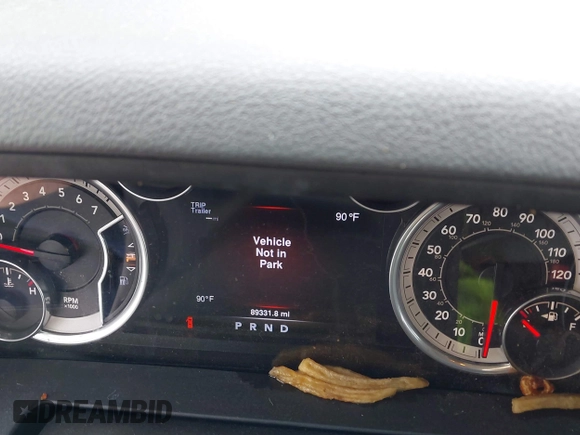 TRIP
Trailer
90°F
Vehicle
Not in
Park
90°F
89331.8 mi
P R N D
1 2 3 4 5 6 7
RPM
x1000
H
10 20 30 40 50 60 70 80 90 100 110 120
F
DREAMBID